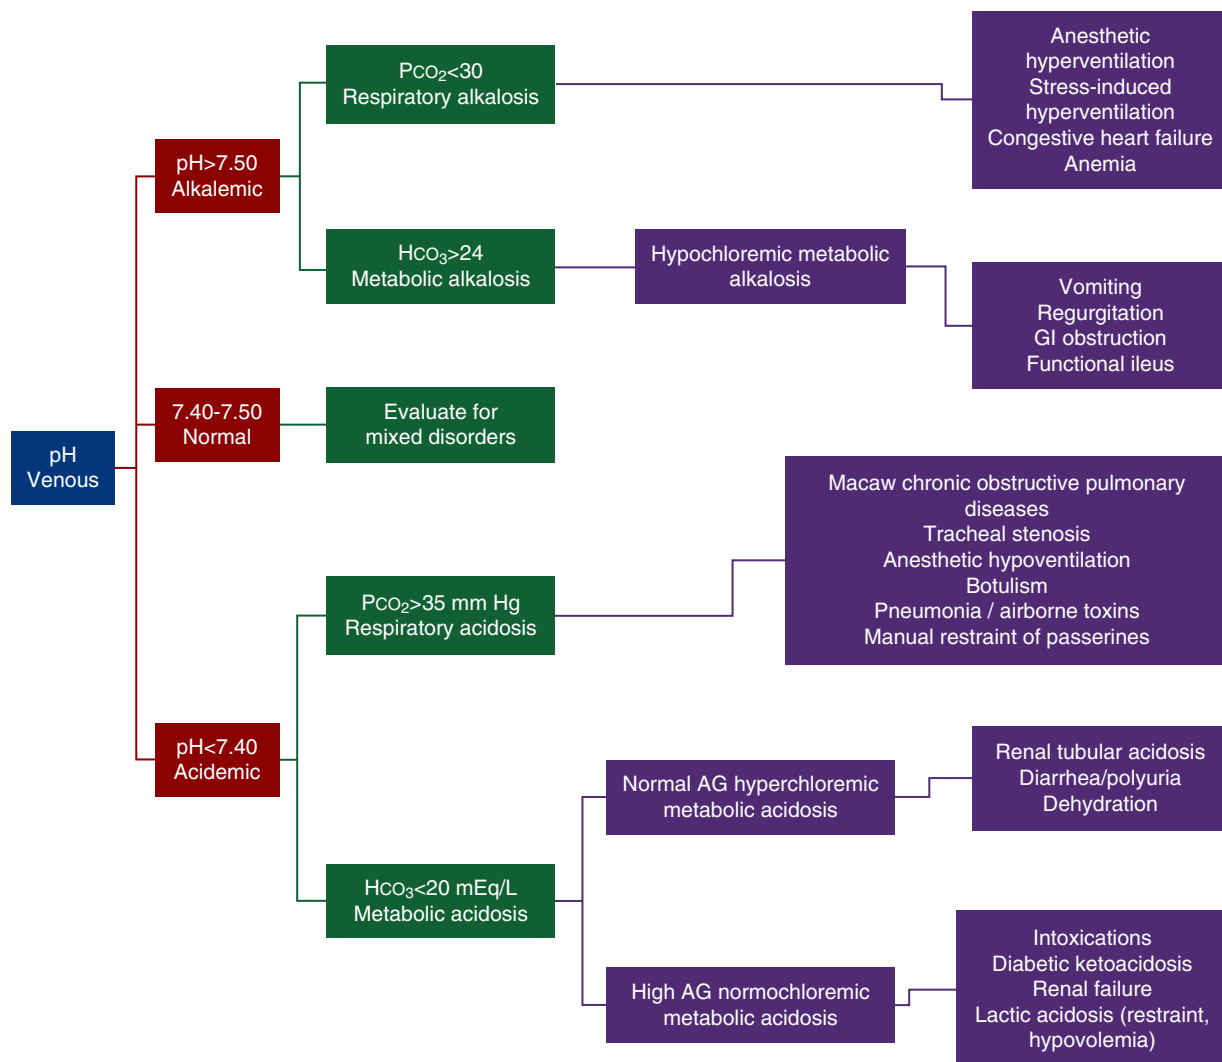 pH
Venous
pH>7.50
Alkalemic
PCO₂<30
Respiratory alkalosis
Anesthetic
hyperventilation
Stress-induced
hyperventilation
Congestive heart failure
Anemia
HCO₃>24
Metabolic alkalosis
Hypochloremic metabolic
alkalosis
Vomiting
Regurgitation
GI obstruction
Functional ileus
7.40-7.50
Normal
Evaluate for
mixed disorders
pH<7.40
Acidemic
PCO₂>35 mm Hg
Respiratory acidosis
Macaw chronic obstructive pulmonary
diseases
Tracheal stenosis
Anesthetic hypoventilation
Botulism
Pneumonia / airborne toxins
Manual restraint of passerines
HCO₃<20 mEq/L
Metabolic acidosis
Normal AG hyperchloremic
metabolic acidosis
Renal tubular acidosis
Diarrhea/polyuria
Dehydration
High AG normochloremic
metabolic acidosis
Intoxications
Diabetic ketoacidosis
Renal failure
Lactic acidosis (restraint,
hypovolemia)